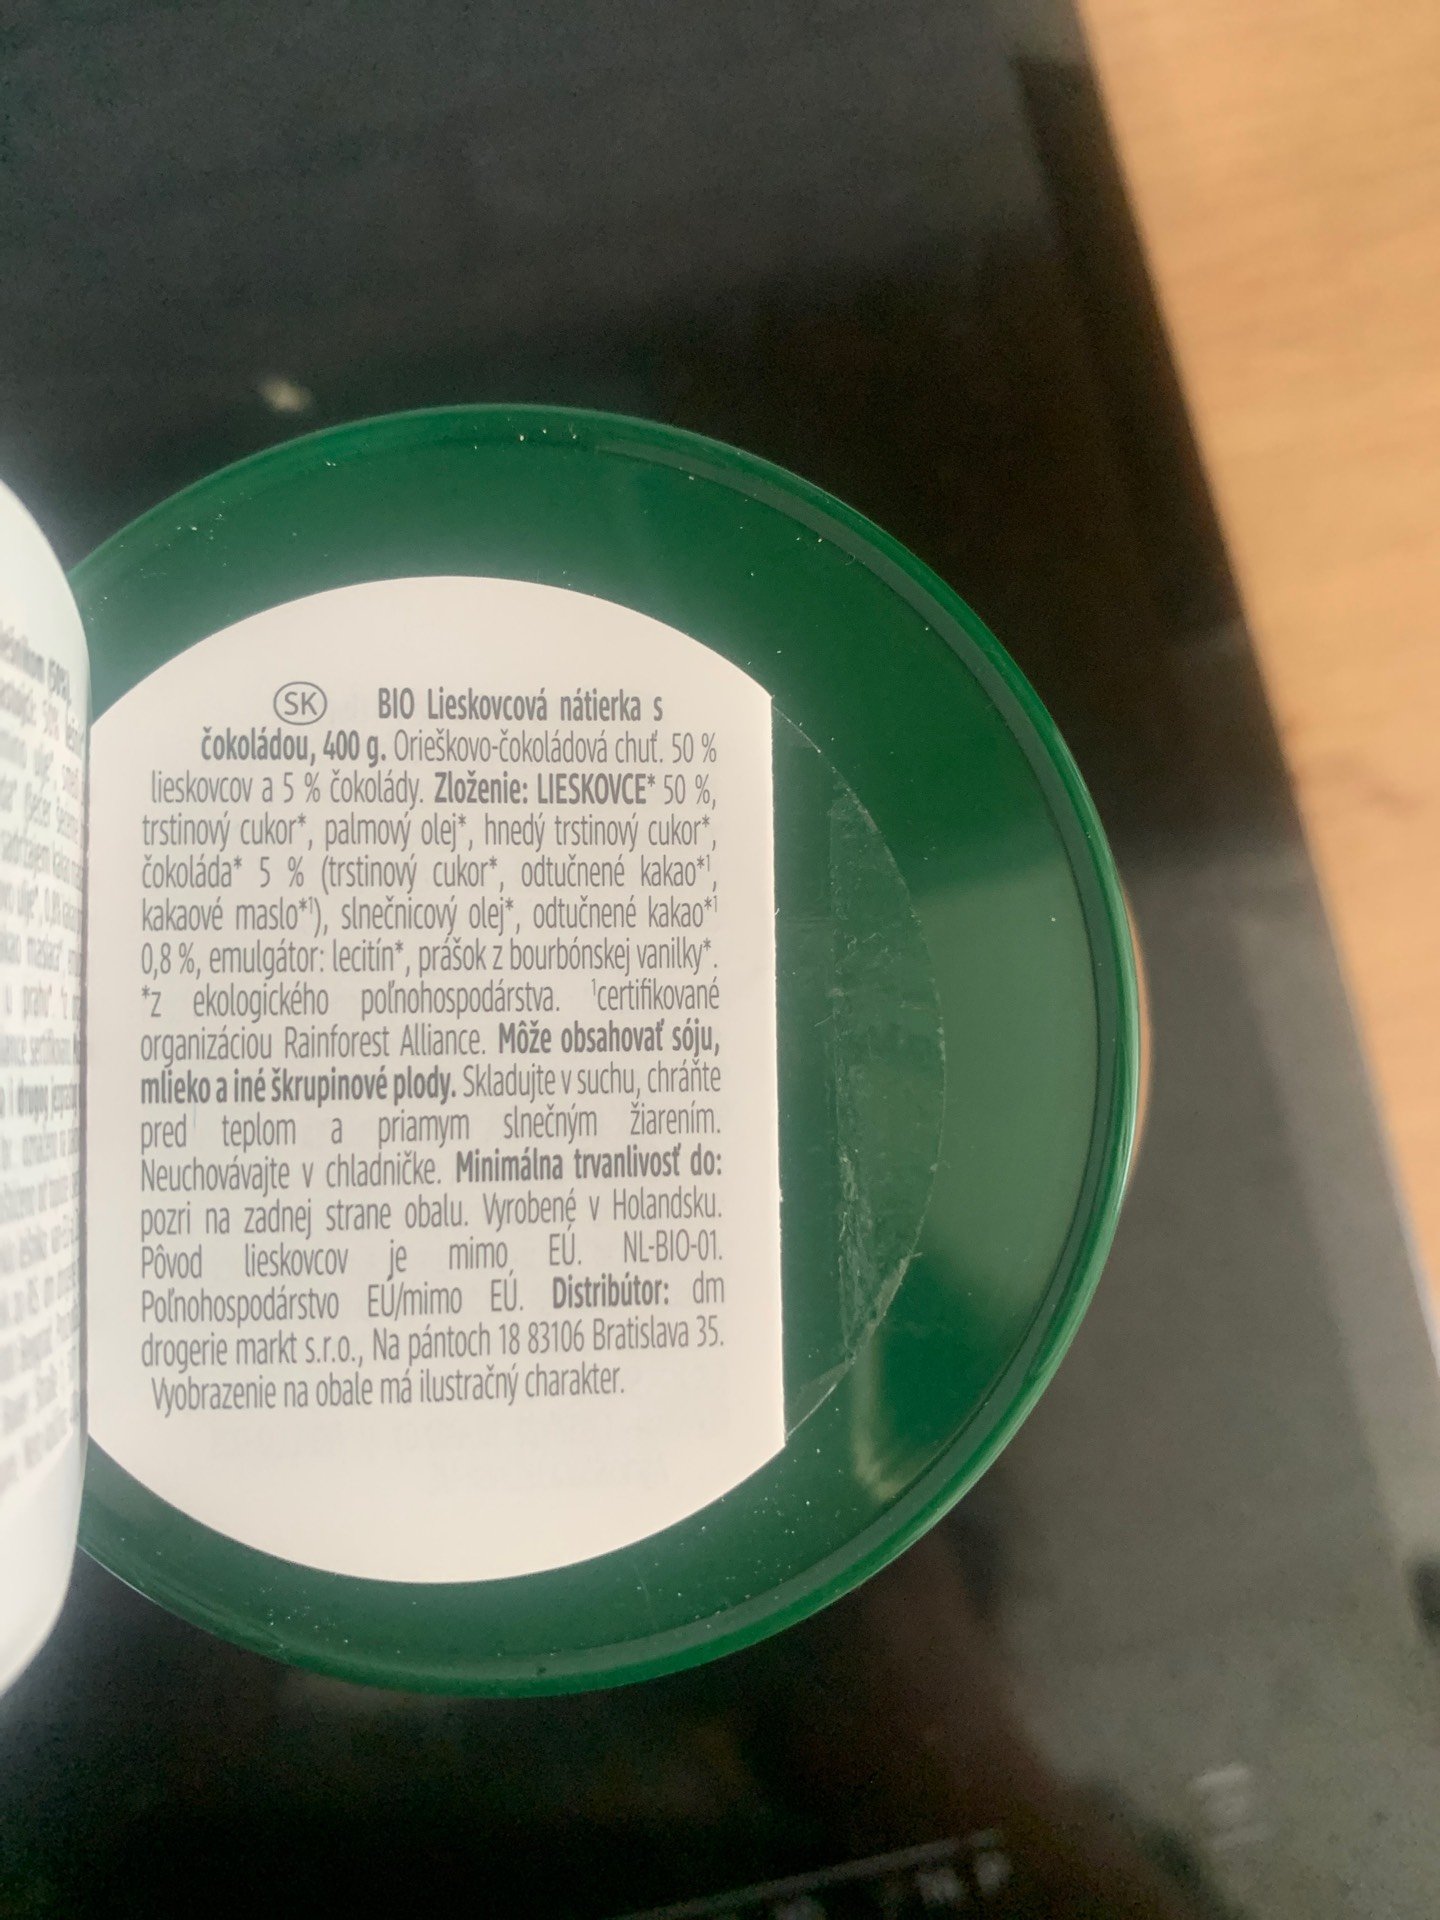 SK BIO Lieskovcová nátierka s
čokoládou, 400 g. Orieškovo-čokoládová chuť. 50 %
lieskovcov a 5 % čokolády. Zloženie: LIESKOVCE* 50 %,
trstinový cukor*, palmový olej*, hnedý trstinový cukor*,
čokoláda* 5 % (trstinový cukor*, odtučnené kakao*¹,
kakaové maslo*¹), slnečnicový olej*, odtučnené kakao*¹
0,8 %, emulgátor: lecitín*, prášok z bourbónskej vanilky*.
*z ekologického poľnohospodárstva. ¹certifikované
organizáciou Rainforest Alliance. Môže obsahovať sóju,
mlieko a iné škrupinové plody. Skladujte v suchu, chráňte
pred teplom a priamym slnečným žiarením.
Neuchovávajte v chladničke. Minimálna trvanlivosť do:
pozri na zadnej strane obalu. Vyrobené v Holandsku.
Pôvod lieskovcov je mimo EÚ. NL-BIO-01.
Poľnohospodárstvo EÚ/mimo EÚ. Distribútor: dm
drogerie markt s.r.o., Na pántoch 18 83106 Bratislava 35.
Vyobrazenie na obale má ilustračný charakter.